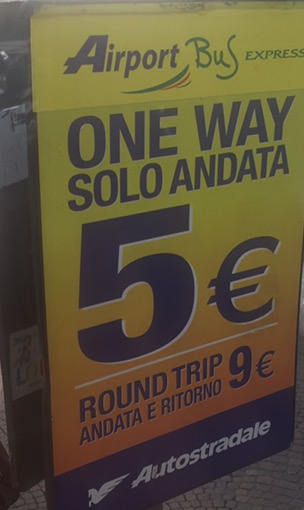 Airport Bus EXPRESS
ONE WAY
SOLO ANDATA
5€
ROUND TRIP 9€
ANDATA E RITORNO
Autostradale